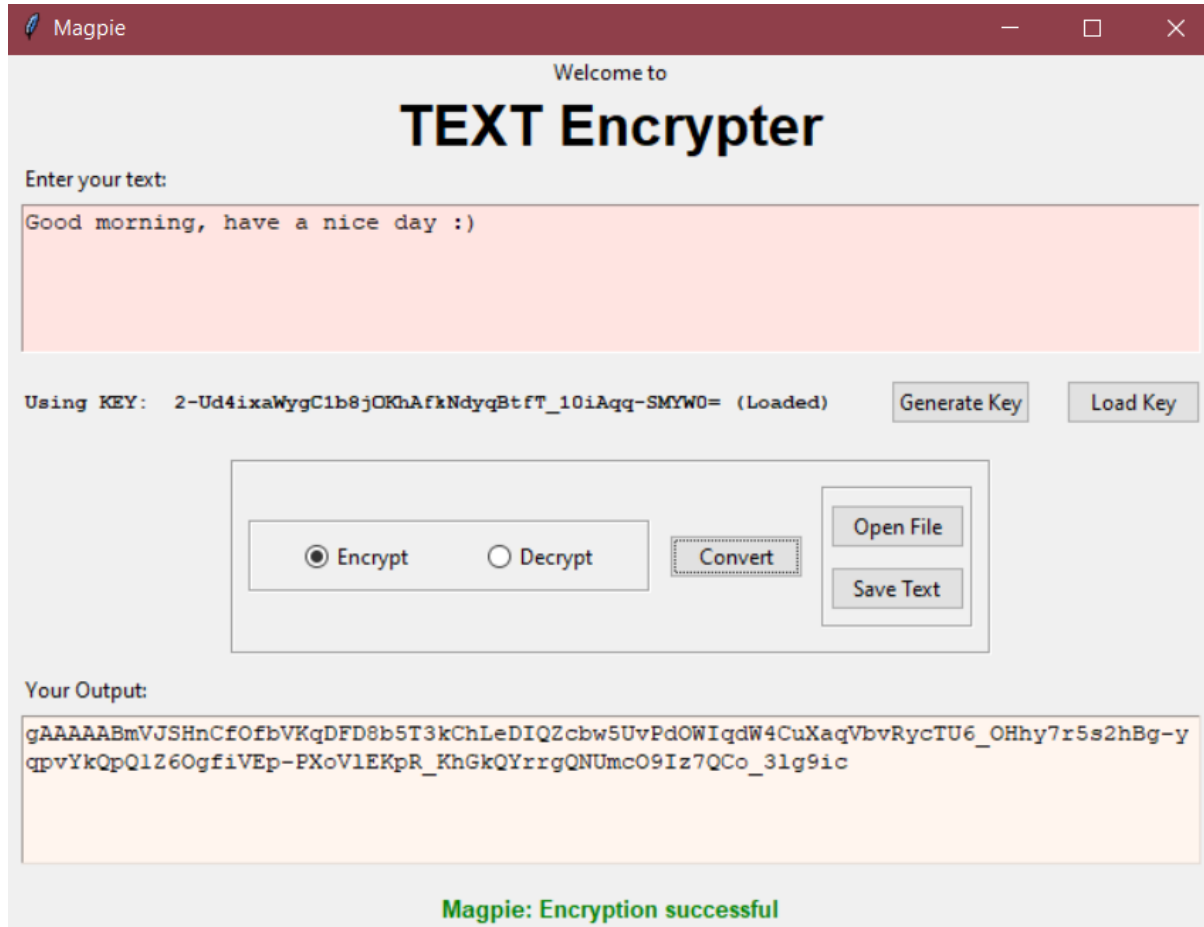 Magpie
Welcome to
TEXT Encrypter
Enter your text:
Good morning, have a nice day :)
Using KEY: 2-Ud4ixaWygC1b8jOKhAfkNdyqBtfT_10iAqq-SMYW0= (Loaded)
Generate Key
Load Key
Encrypt
Decrypt
Convert
Open File
Save Text
Your Output:
gAAAAABmVJSHnCfOfbVKqDFD8b5T3kChLeDIQZcbw5UvPdOWIqdW4CuXaqVbvRycTU6_OHhy7r5s2hBg-y
qpvYkQpQ1Z6OgfiVEp-PXoVlEKpR_KhGkQYrrgQNUmcO9Iz7QCo_3lg9ic
Magpie: Encryption successful